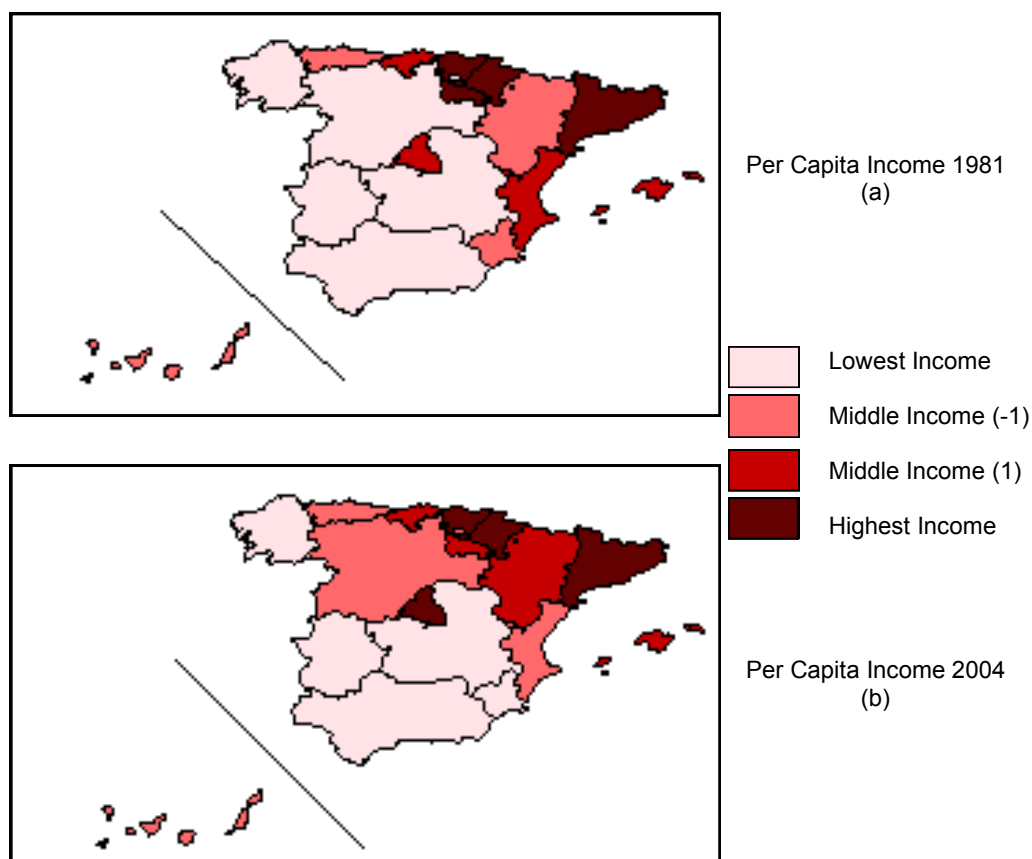 Per Capita Income 1981
(a)
Lowest Income
Middle Income (-1)
Middle Income (1)
Highest Income
Per Capita Income 2004
(b)